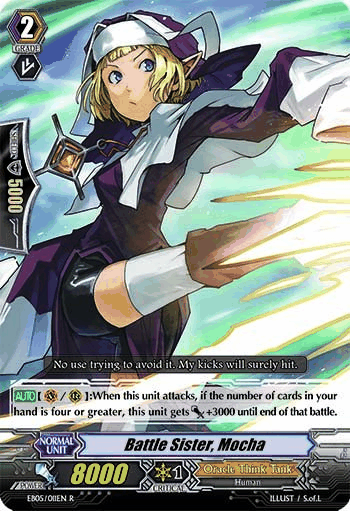 2
GRADE
SHIELD
5000
No use trying to avoid it. My kicks will surely hit.
AUTO [ / ]:When this unit attacks, if the number of cards in your
hand is four or greater, this unit gets +3000 until end of that battle.
NORMAL
UNIT
Battle Sister, Mocha
POWER
8000
1
CRITICAL
Oracle Think Tank
Human
EB05/011EN R
ILLUST / S.of.L